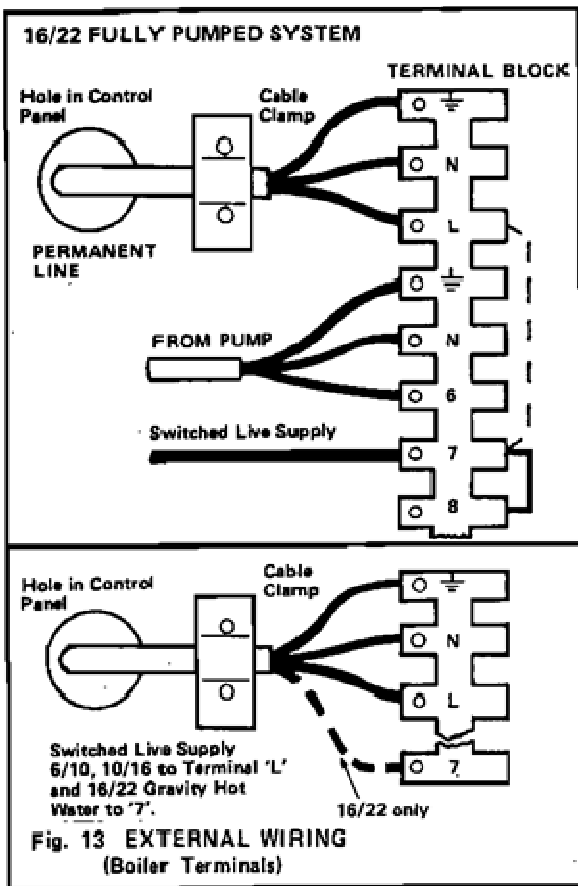 16/22 FULLY PUMPED SYSTEM
TERMINAL BLOCK
Hole in Control
Panel
Cable
Clamp
N
L
PERMANENT
LINE
FROM PUMP
N
6
Switched Live Supply
7
8
Hole in Control
Panel
Cable
Clamp
N
L
7
Switched Live Supply
6/10, 10/16 to Terminal 'L'
and 16/22 Gravity Hot
Water to '7'.
16/22 only
Fig. 13 EXTERNAL WIRING
(Boiler Terminals)